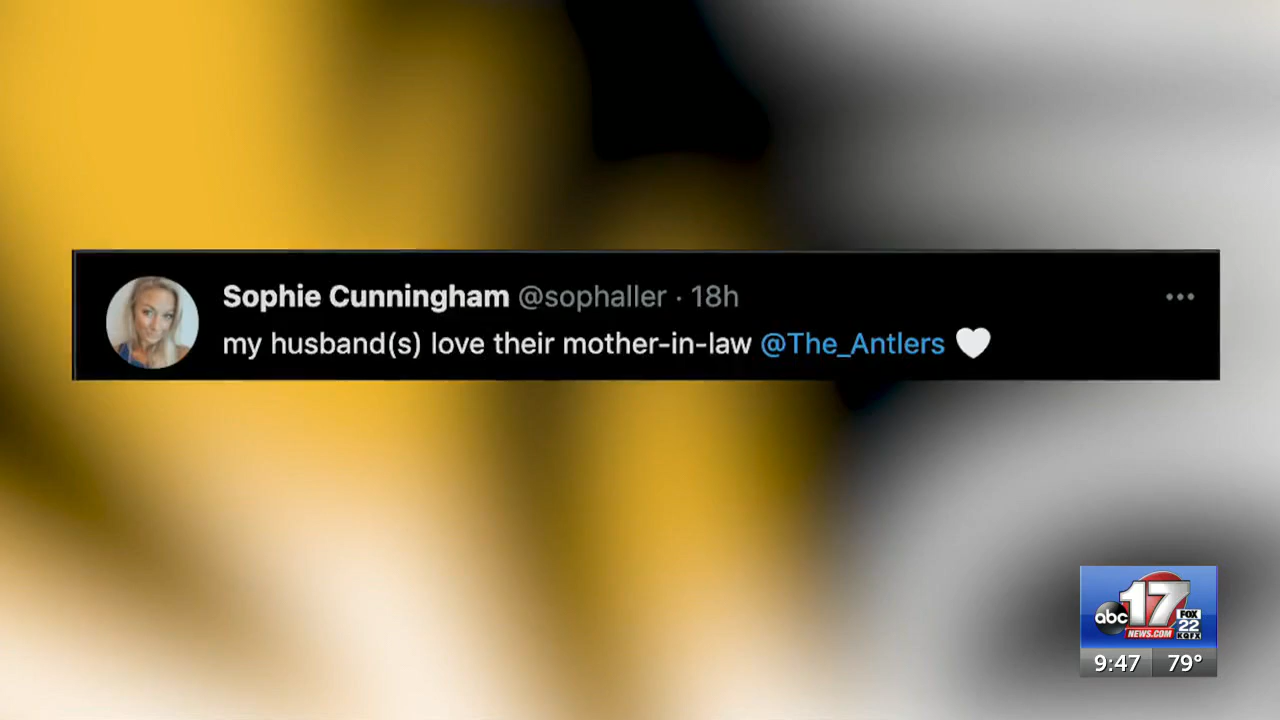 Sophie Cunningham @sophaller · 18h
my husband(s) love their mother-in-law @The_Antlers 🤍
abc 17
NEWS.COM
FOX
22
KQFX
9:47 79°